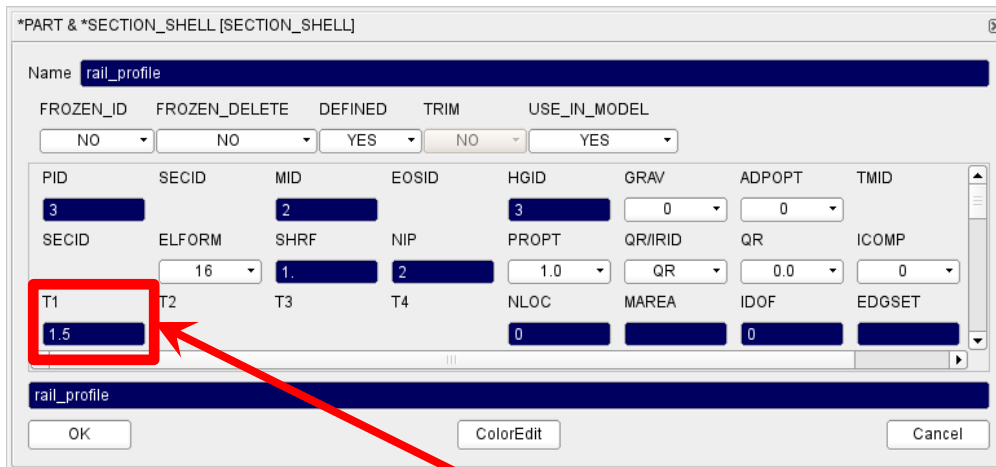 *PART & *SECTION_SHELL [SECTION_SHELL]
Name rail_profile
FROZEN_ID FROZEN_DELETE DEFINED TRIM USE_IN_MODEL
NO NO YES NO YES
PID SECID MID EOSID HGID GRAV ADPOPT TMID
3 2 3 0 0
SECID ELFORM SHRF NIP PROPT QR/IRID QR ICOMP
16 1. 2 1.0 QR 0.0 0
T1 T2 T3 T4 NLOC MAREA IDOF EDGSET
1.5 0 0
rail_profile
OK ColorEdit Cancel